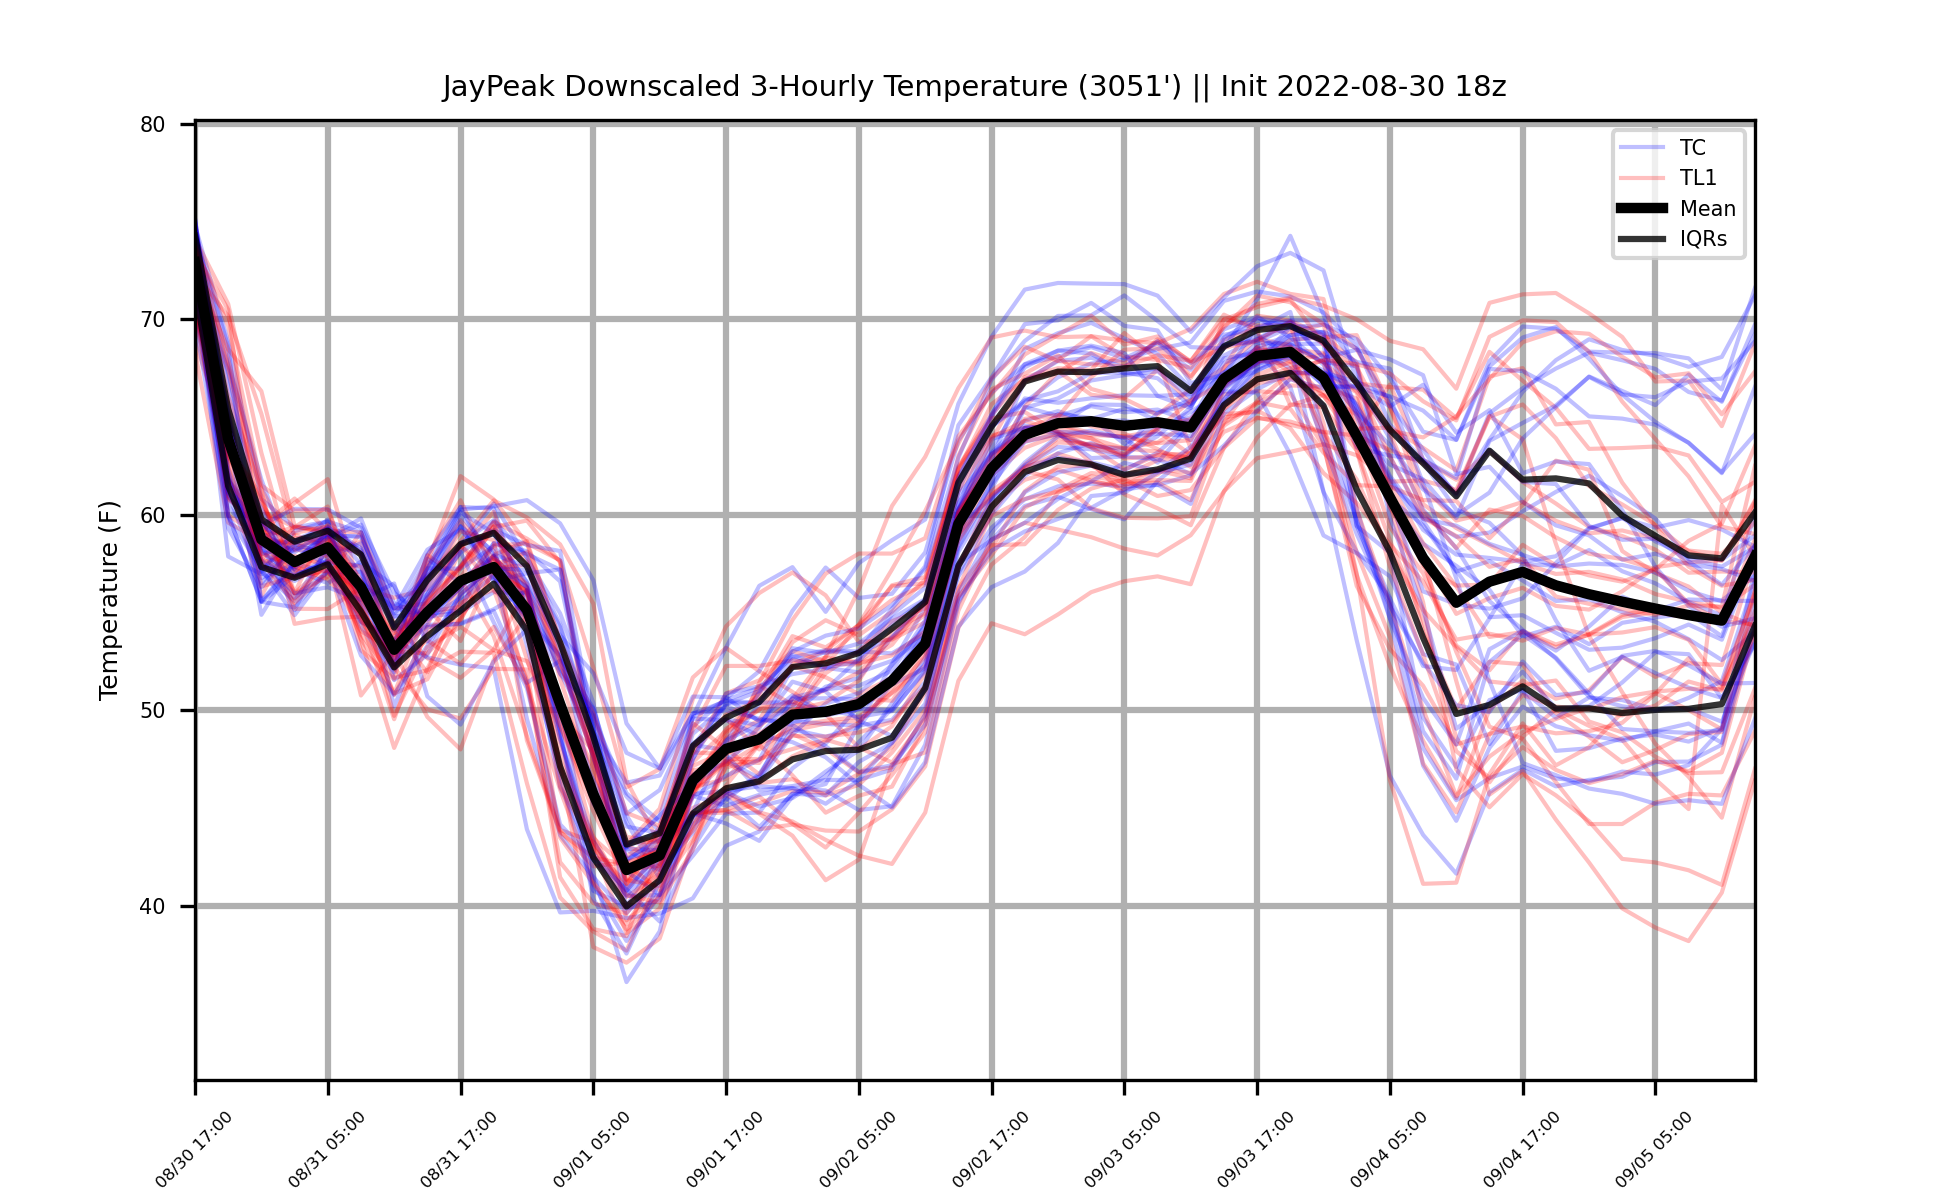 JayPeak Downscaled 3-Hourly Temperature (3051') || Init 2022-08-30 18z
80
70
60
50
40
Temperature (F)
TC
TL1
Mean
IQRs
08/30 17:00
08/31 05:00
08/31 17:00
09/01 05:00
09/01 17:00
09/02 05:00
09/02 17:00
09/03 05:00
09/03 17:00
09/04 05:00
09/04 17:00
09/05 05:00